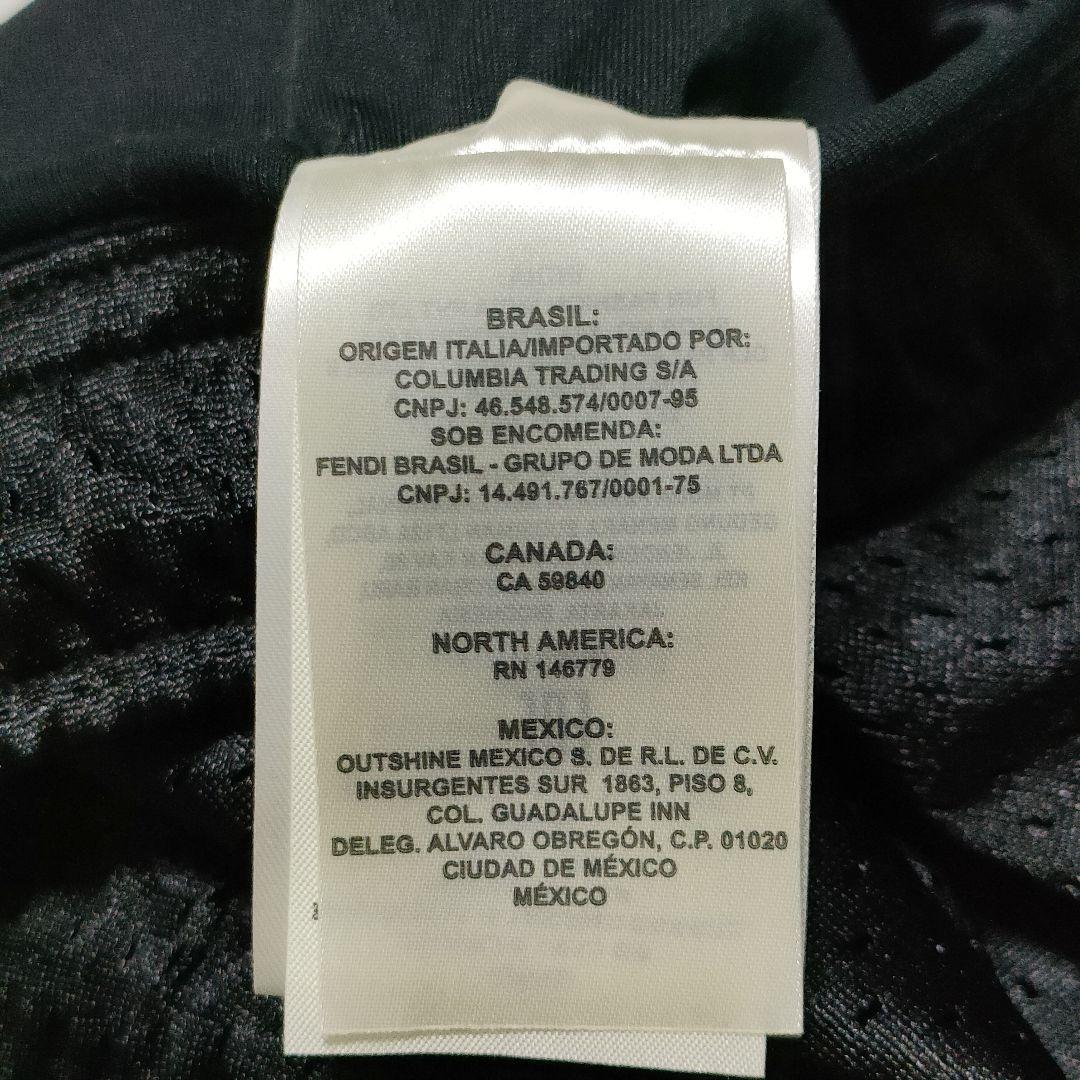 BRASIL:
ORIGEM ITALIA/IMPORTADO POR:
COLUMBIA TRADING S/A
CNPJ: 46.548.574/0007-95
SOB ENCOMENDA:
FENDI BRASIL - GRUPO DE MODA LTDA
CNPJ: 14.491.767/0001-75
CANADA:
CA 59840
NORTH AMERICA:
RN 146779
MEXICO:
OUTSHINE MEXICO S. DE R.L. DE C.V.
INSURGENTES SUR 1863, PISO 8,
COL. GUADALUPE INN
DELEG. ALVARO OBREGÓN, C.P. 01020
CIUDAD DE MÉXICO
MÉXICO